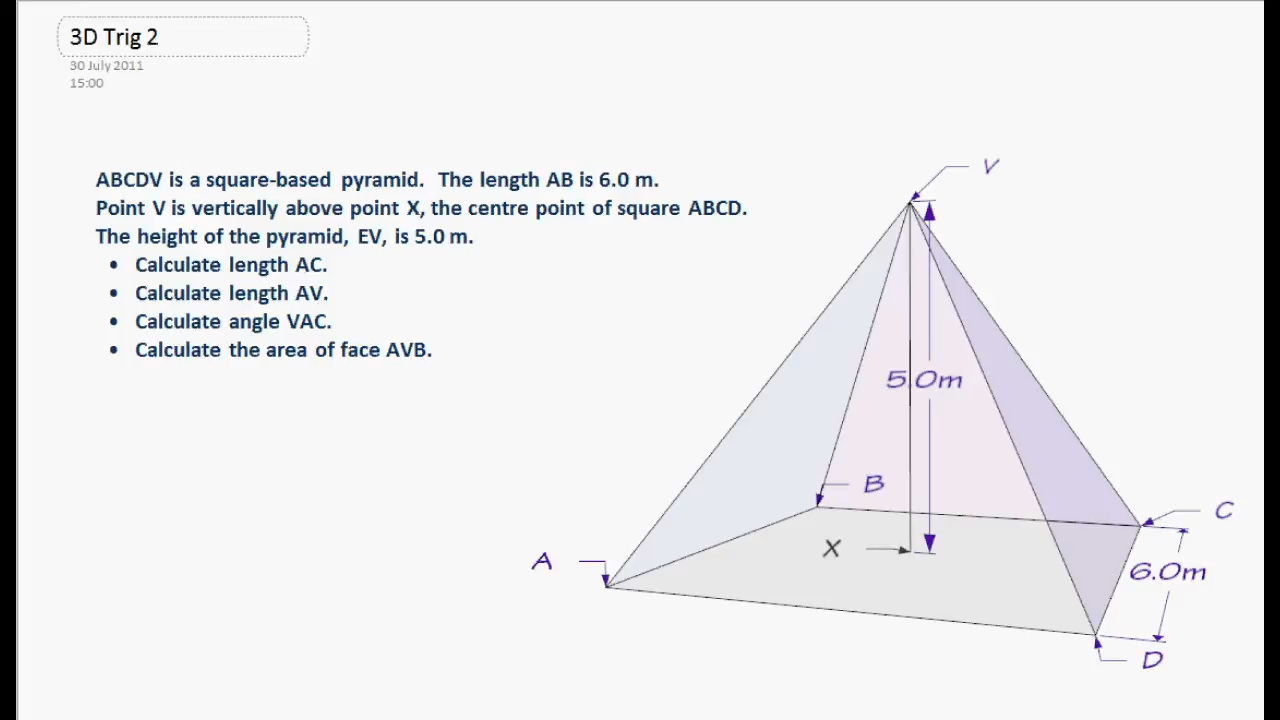 3D Trig 2
30 July 2011
15:00
ABCDV is a square-based pyramid. The length AB is 6.0 m.
Point V is vertically above point X, the centre point of square ABCD.
The height of the pyramid, EV, is 5.0 m.
• Calculate length AC.
• Calculate length AV.
• Calculate angle VAC.
• Calculate the area of face AVB.
V
5.0m
B
C
X
A
6.0m
D